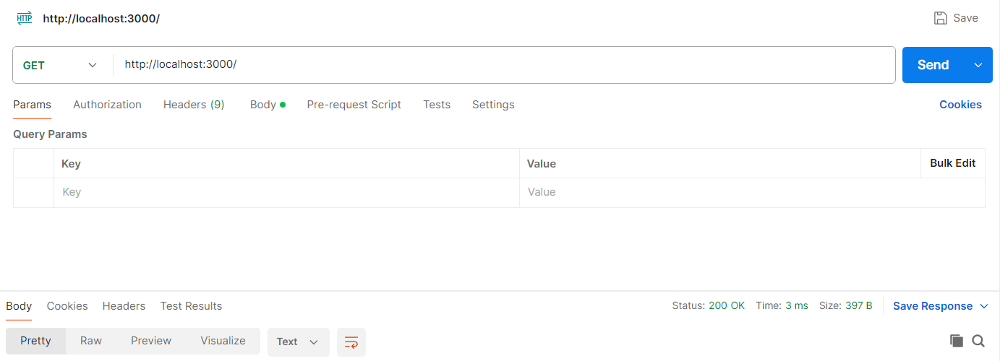 HTTP http://localhost:3000/ Save
GET http://localhost:3000/ Send
Params Authorization Headers (9) Body Pre-request Script Tests Settings Cookies
Query Params
Key Value Bulk Edit
Key Value
Body Cookies Headers Test Results Status: 200 OK Time: 3 ms Size: 397 B Save Response
Pretty Raw Preview Visualize Text